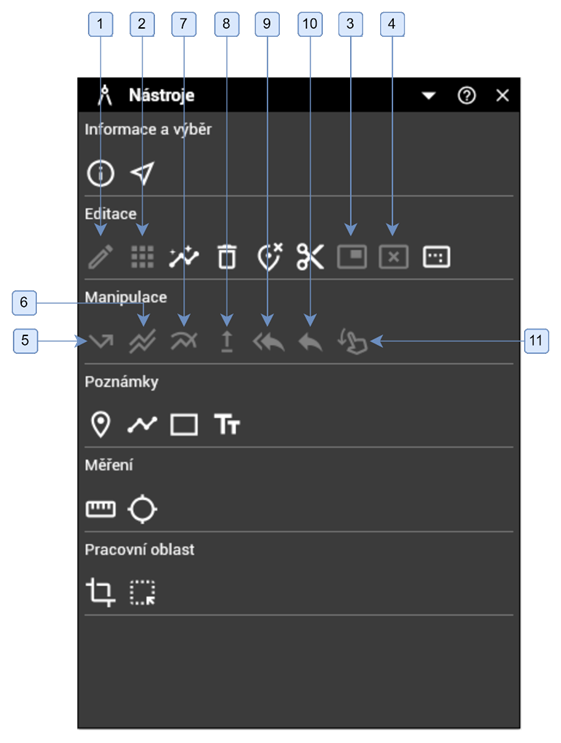 1 2 7 8 9 10 3 4
Nástroje
Informace a výběr
Editace
6
Manipulace
5 11
Poznámky
Tт
Měření
Pracovní oblast